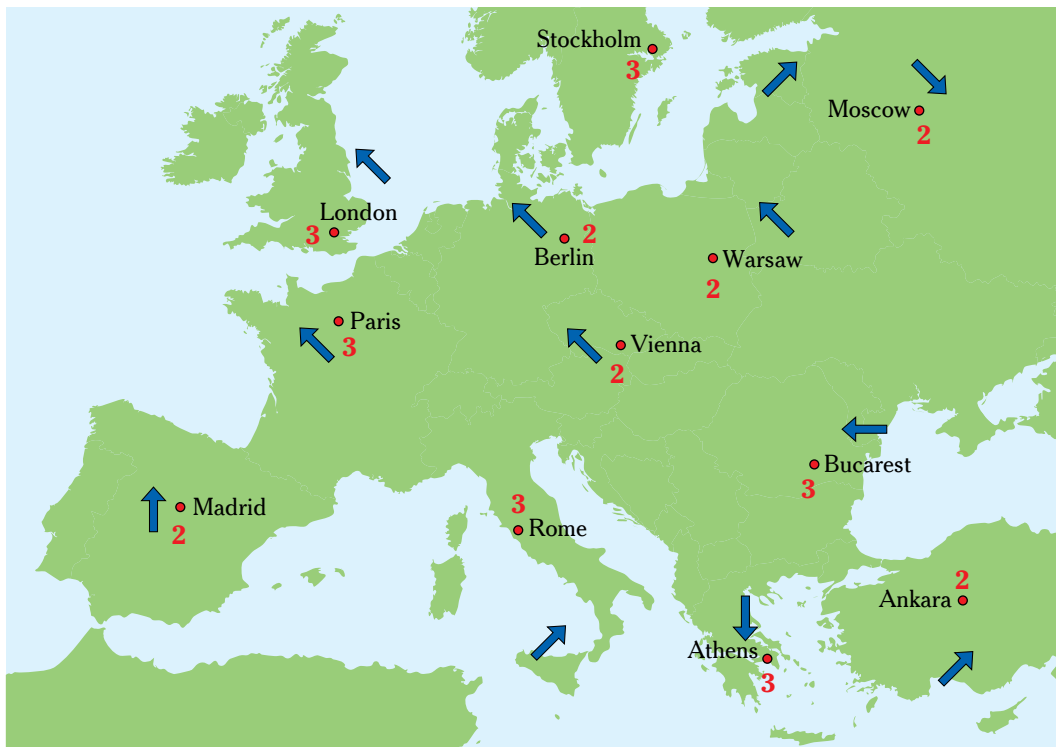 Stockholm
3
Moscow
2
London
3
2
Berlin
Warsaw
2
Paris
3
Vienna
2
Bucarest
3
Madrid
2
3
Rome
2
Ankara
Athens
3